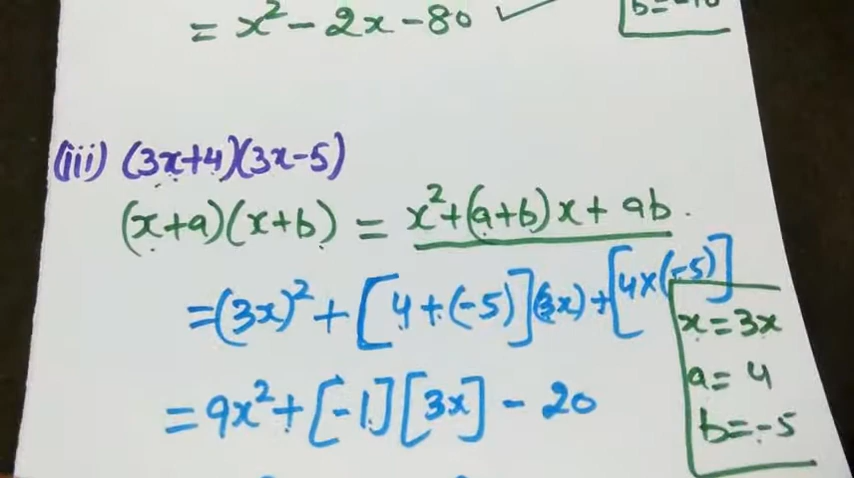 = x² - 2x - 80 ✓
(iii) (3x+4)(3x-5)
(x+a)(x+b) = x²+(a+b)x+ ab.
=(3x)²+[4+(-5)](3x)+[4×(-5)]
x=3x
a= 4
b=-5
=9x²+[-1][3x] - 20